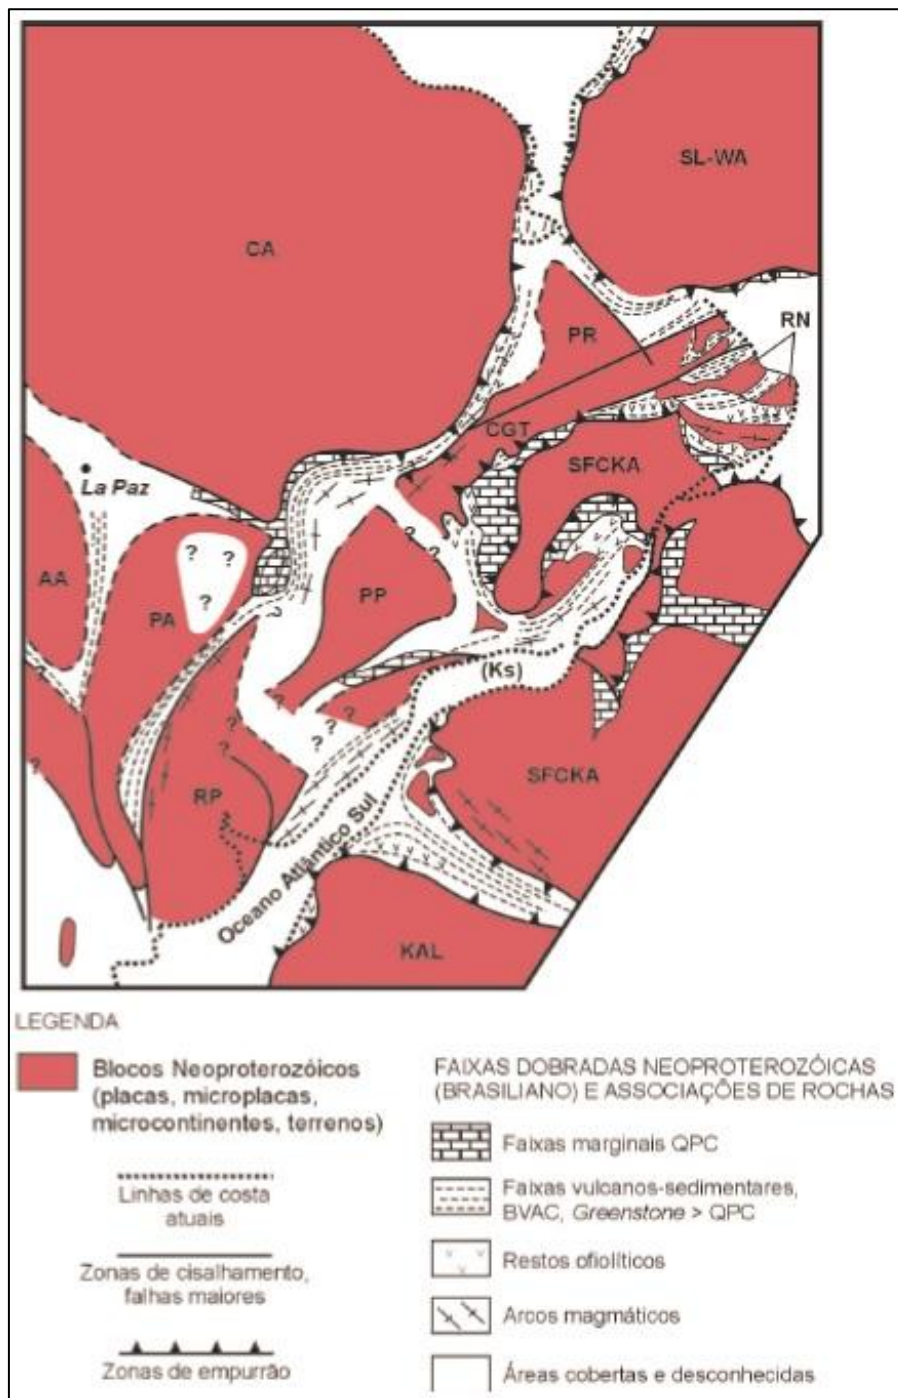 SL-WA
CA
PR
RN
CGT
SFCKA
La Paz
?
? ?
?
AA
PA
PP
?
?
?
(Ks)
?
?
?
?
?
?
RP
SFCKA
Oceano Atlântico Sul
KAL
LEGENDA
Blocos Neoproterozóicos
(placas, microplacas,
microcontinentes, terrenos)
Linhas de costa
atuais
Zonas de cisalhamento,
falhas maiores
Zonas de empurrão
FAIXAS DOBRADAS NEOPROTEROZÓICAS
(BRASILIANO) E ASSOCIAÇÕES DE ROCHAS
Faixas marginais QPC
Faixas vulcanos-sedimentares,
BVAC, Greenstone > QPC
Restos ofiolíticos
Arcos magmáticos
Áreas cobertas e desconhecidas